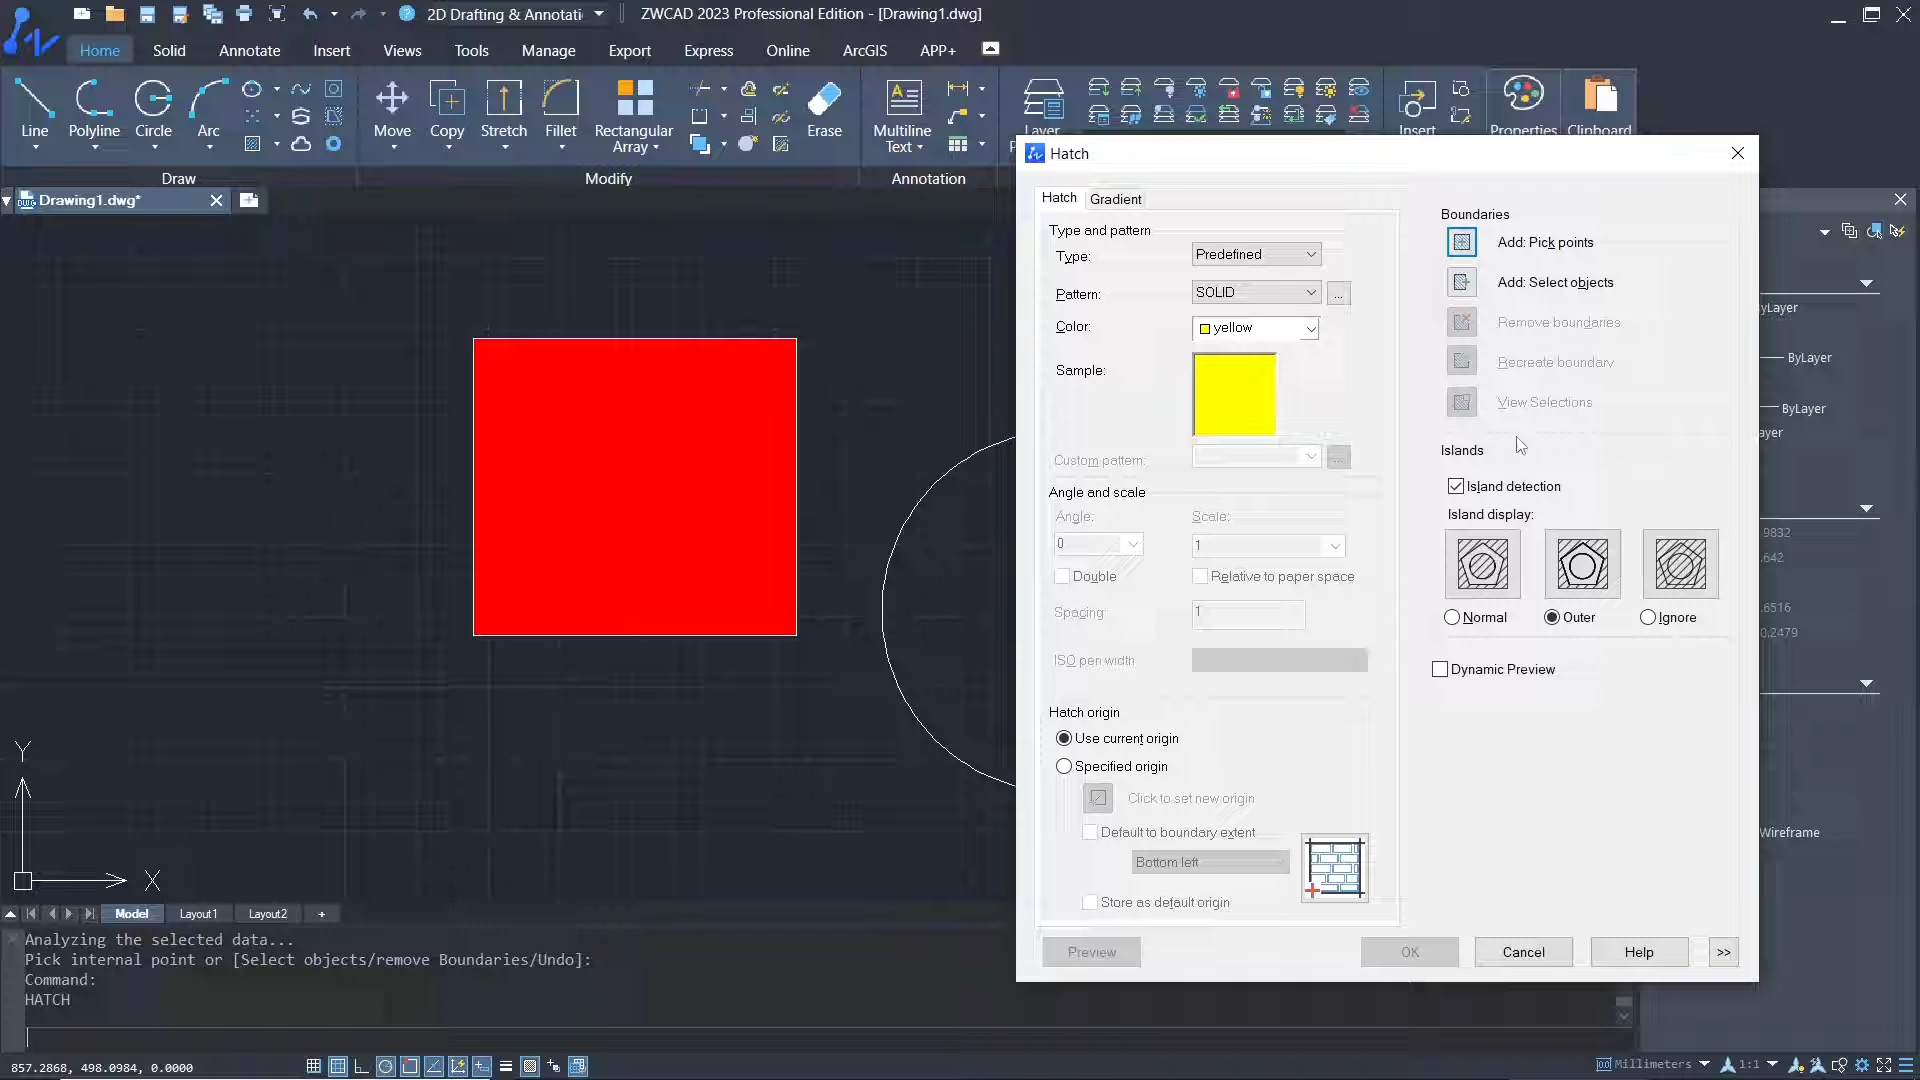 2D Drafting & Annotati
ZWCAD 2023 Professional Edition - [Drawing1.dwg]
Home
Solid
Annotate
Insert
Views
Tools
Manage
Export
Express
Online
ArcGIS
APP+
Line
Polyline
Circle
Arc
Move
Copy
Stretch
Fillet
Rectangular
Array
Erase
Multiline
Text
Layer
Insert
Properties
Clipboard
Draw
Modify
Annotation
Drawing1.dwg*
Hatch
Hatch
Gradient
Type and pattern
Type:
Predefined
Pattern:
SOLID
...
Color:
yellow
Sample:
Custom pattern:
...
Angle and scale
Angle:
Scale:
0
1
Double
Relative to paper space
Spacing:
1
ISO pen width
Hatch origin
Use current origin
Specified origin
Click to set new origin
Default to boundary extent
Bottom left
Store as default origin
Boundaries
Add: Pick points
Add: Select objects
Remove boundaries
Recreate boundary
View Selections
Islands
Island detection
Island display:
Normal
Outer
Ignore
Dynamic Preview
Preview
OK
Cancel
Help
>>
yLayer
ByLayer
ByLayer
ayer
9832
.642
.6516
0.2479
Wireframe
Y
X
Model
Layout1
Layout2
+
Analyzing the selected data...
Pick internal point or [Select objects/remove Boundaries/Undo]:
Command:
HATCH
857.2868, 498.0984, 0.0000
Millimeters
1:1